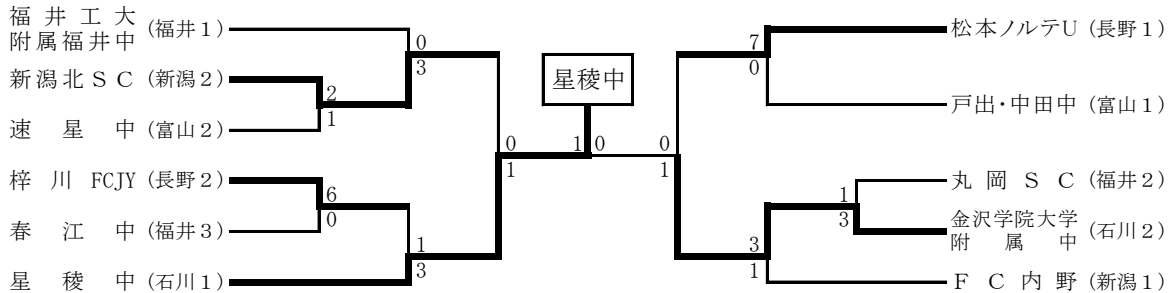 福井工大
附属福井中 (福井1)
新潟北SC (新潟2)
速星中 (富山2)
梓川 FCJY (長野2)
春江中 (福井3)
星稜中 (石川1)
0
3
2
1
6
0
1
3
0
1
星稜中
1 0
0
1
7
0
1
3
3
1
松本ノルテU (長野1)
戸出・中田中 (富山1)
丸岡SC (福井2)
金沢学院大学
附属中 (石川2)
FC内野 (新潟1)